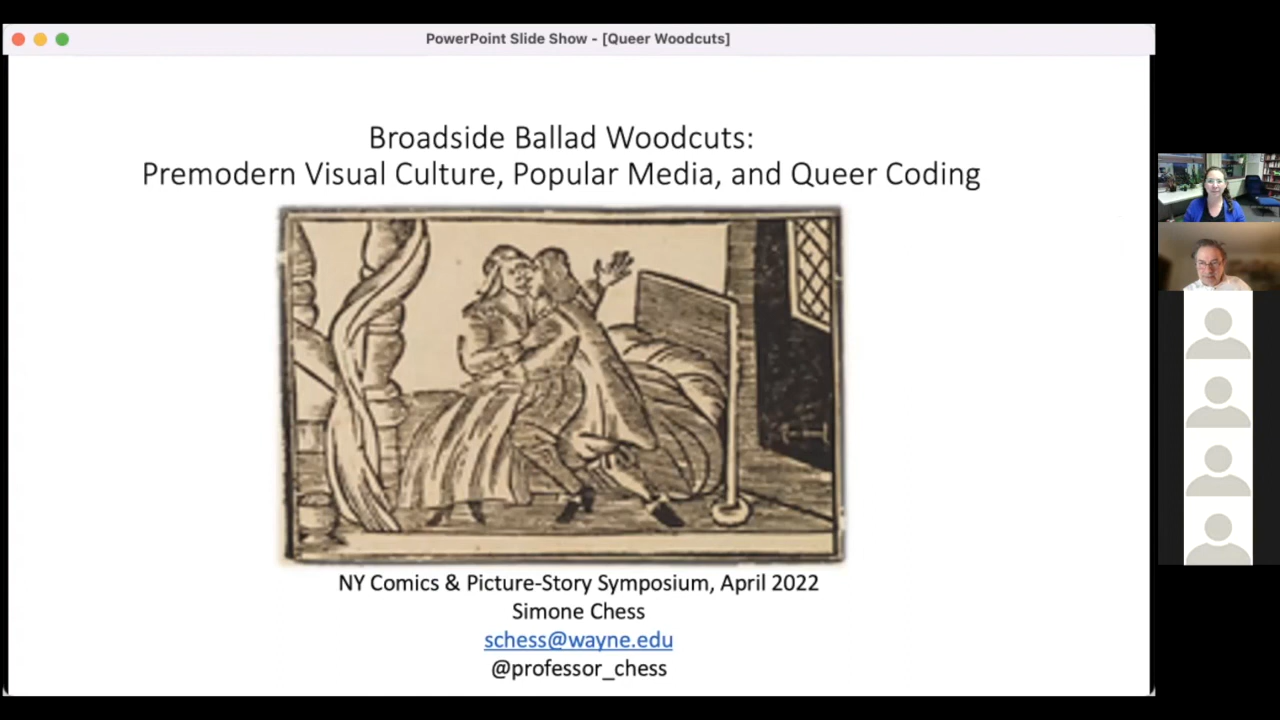 PowerPoint Slide Show - [Queer Woodcuts]
Broadside Ballad Woodcuts:
Premodern Visual Culture, Popular Media, and Queer Coding
NY Comics & Picture-Story Symposium, April 2022
Simone Chess
schess@wayne.edu
@professor_chess